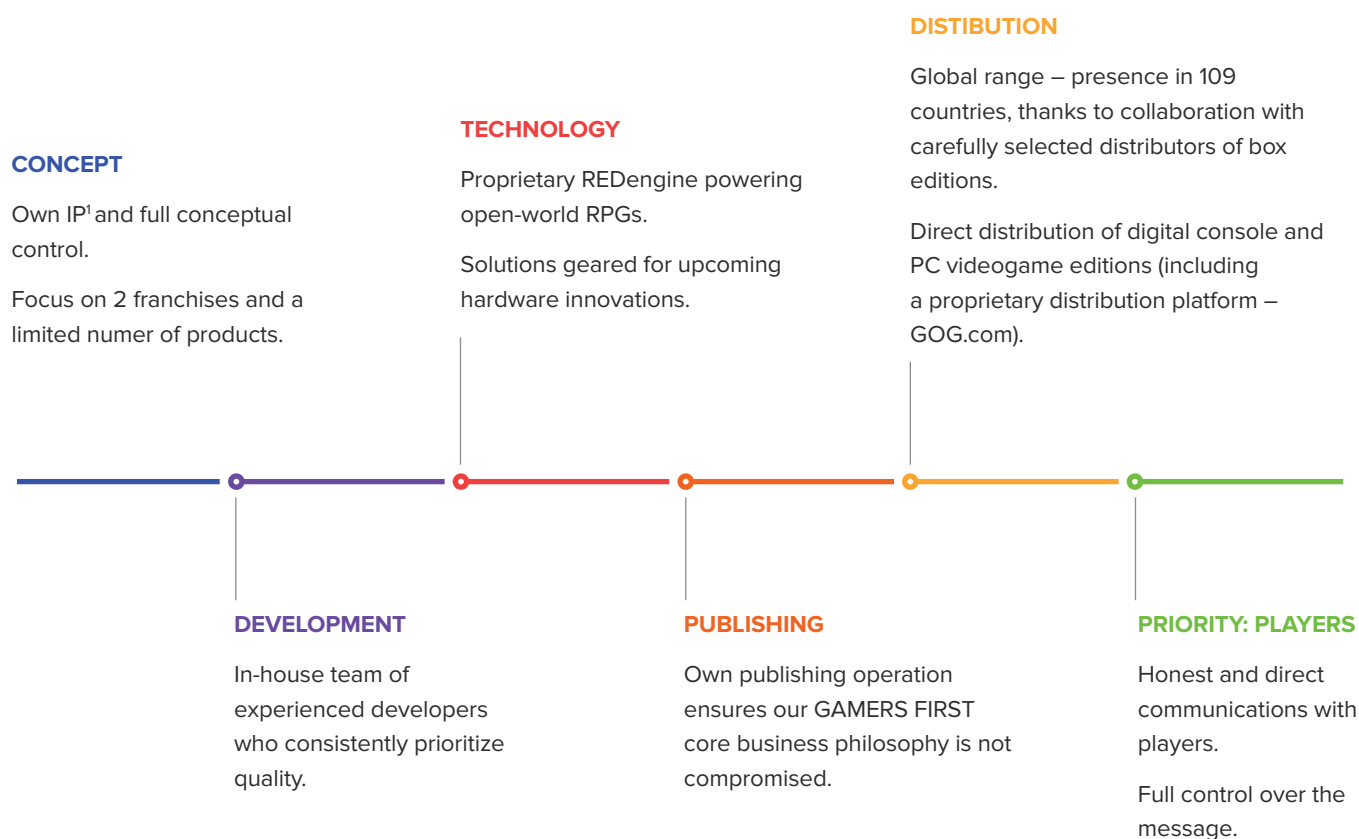 CONCEPT
Own IP¹ and full conceptual
control.
Focus on 2 franchises and a
limited numer of products.
DEVELOPMENT
In-house team of
experienced developers
who consistently prioritize
quality.
TECHNOLOGY
Proprietary REDengine powering
open-world RPGs.
Solutions geared for upcoming
hardware innovations.
PUBLISHING
Own publishing operation
ensures our GAMERS FIRST
core business philosophy is not
compromised.
DISTIBUTION
Global range – presence in 109
countries, thanks to collaboration with
carefully selected distributors of box
editions.
Direct distribution of digital console and
PC videogame editions (including
a proprietary distribution platform –
GOG.com).
PRIORITY: PLAYERS
Honest and direct
communications with
players.
Full control over the
message.